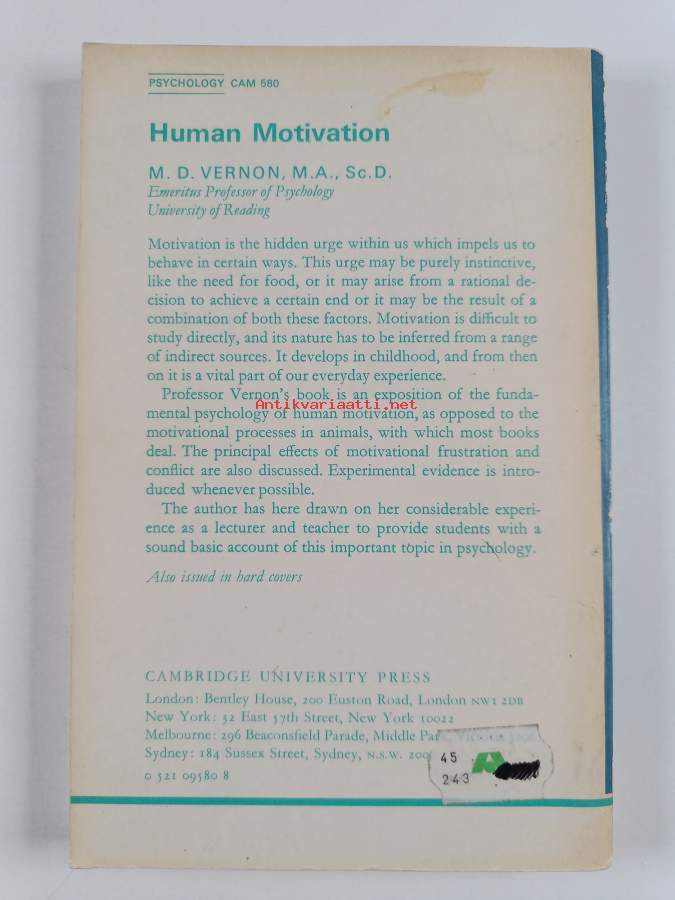 PSYCHOLOGY CAM 580
Human Motivation
M. D. VERNON, M.A., Sc.D.
Emeritus Professor of Psychology
University of Reading
Motivation is the hidden urge within us which impels us to
behave in certain ways. This urge may be purely instinctive,
like the need for food, or it may arise from a rational de-
cision to achieve a certain end or it may be the result of a
combination of both these factors. Motivation is difficult to
study directly, and its nature has to be inferred from a range
of indirect sources. It develops in childhood, and from then
on it is a vital part of our everyday experience.
Professor Vernon's book is an exposition of the funda-
Antikvariaatti.net
mental psychology of human motivation, as opposed to the
motivational processes in animals, with which most books
deal. The principal effects of motivational frustration and
conflict are also discussed. Experimental evidence is intro-
duced whenever possible.
The author has here drawn on her considerable experi-
ence as a lecturer and teacher to provide students with a
sound basic account of this important topic in psychology.
Also issued in hard covers
CAMBRIDGE UNIVERSITY PRESS
London: Bentley House, 200 Euston Road, London NW1 2DB
New York: 32 East 57th Street, New York 10022
Melbourne: 296 Beaconsfield Parade, Middle
Sydney: 184 Sussex Street, Sydney, N.S.W.
45
243
0 521 09580 8